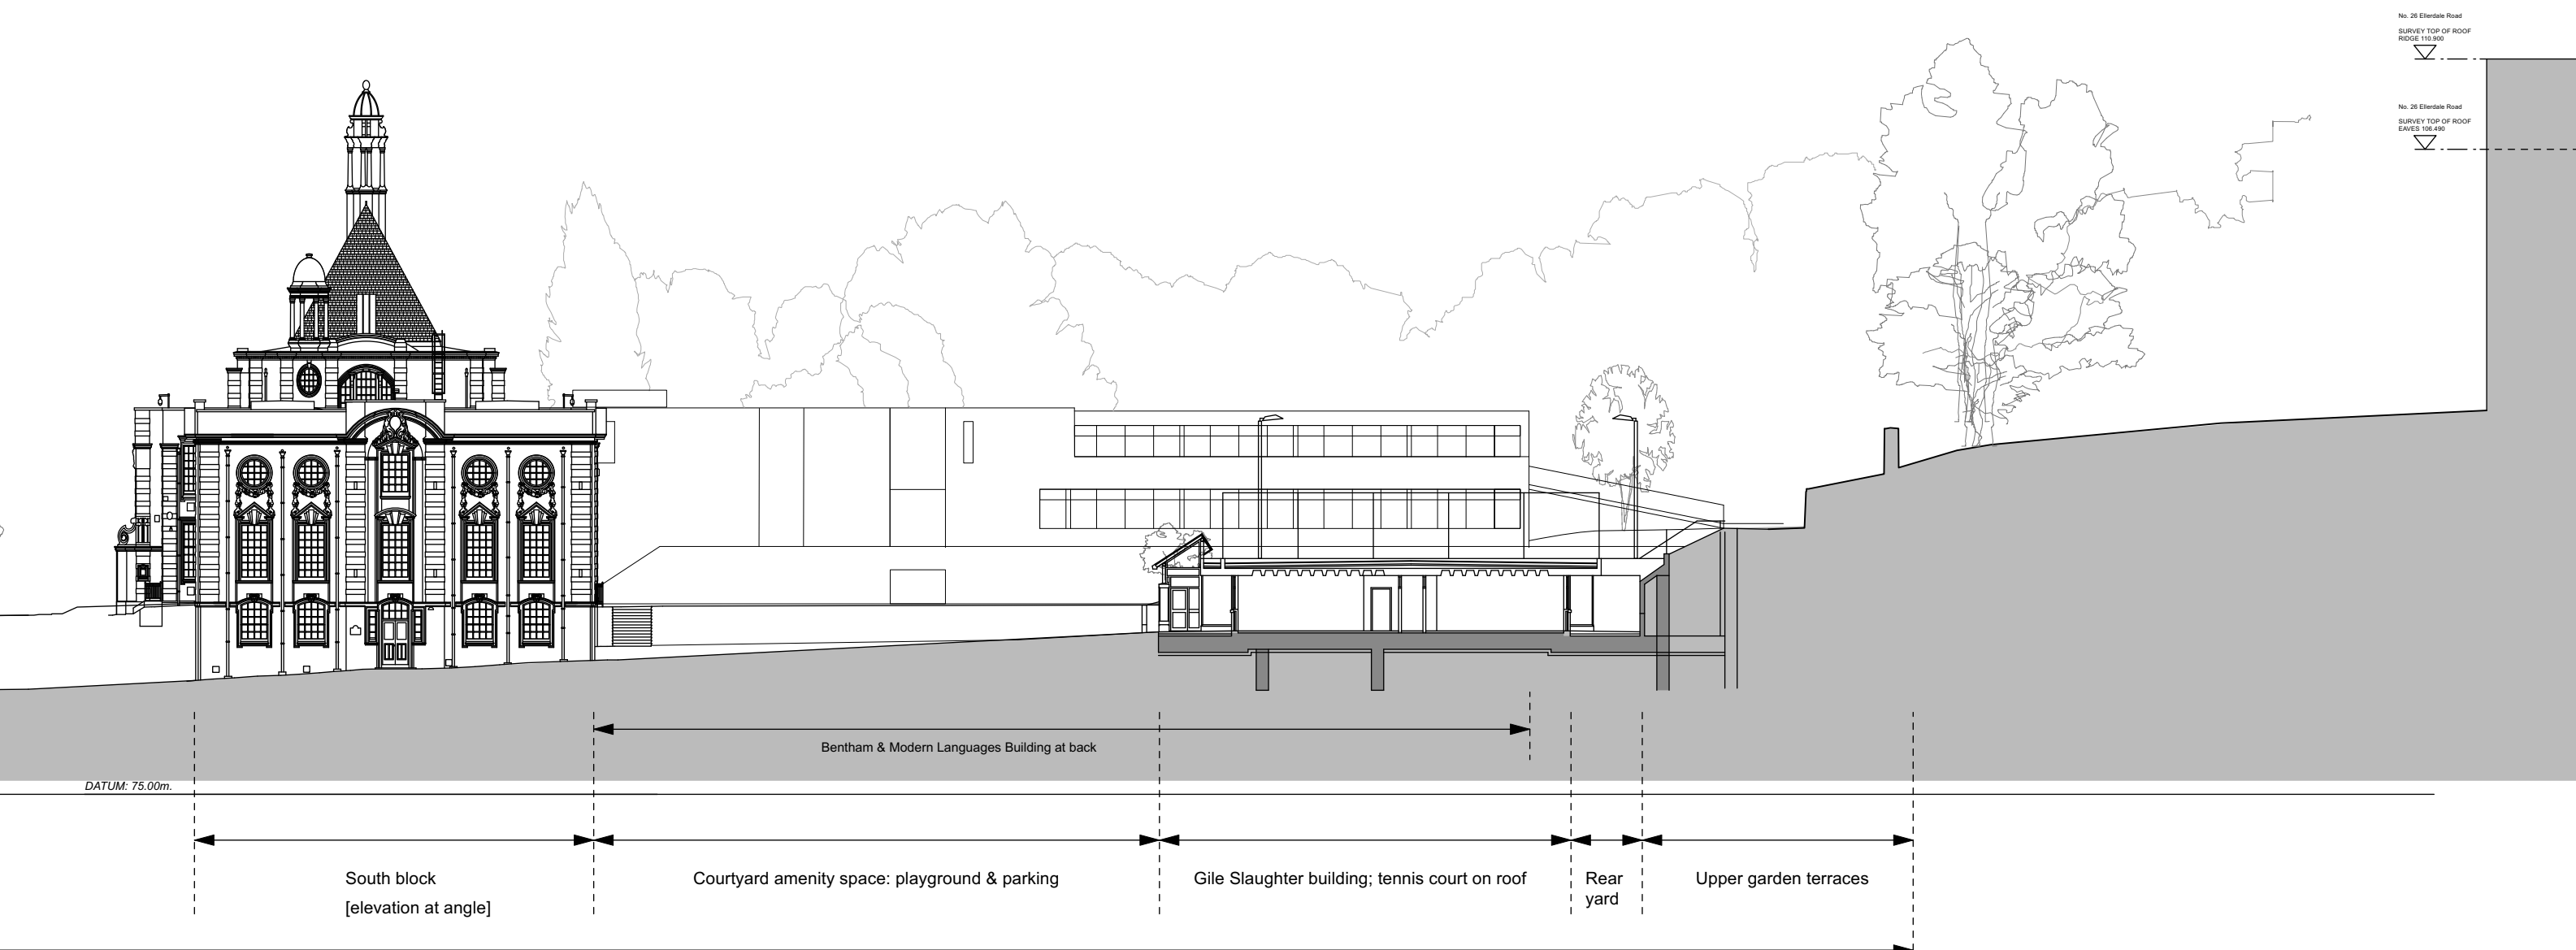 No. 26 Ellerdale Road
SURVEY TOP OF ROOF
RIDGE 110.900
No. 26 Ellerdale Road
SURVEY TOP OF ROOF
EAVES 106.490
Bentham & Modern Languages Building at back
DATUM: 75.00m.
South block
[elevation at angle]
Courtyard amenity space: playground & parking
Gile Slaughter building; tennis court on roof
Rear
yard
Upper garden terraces